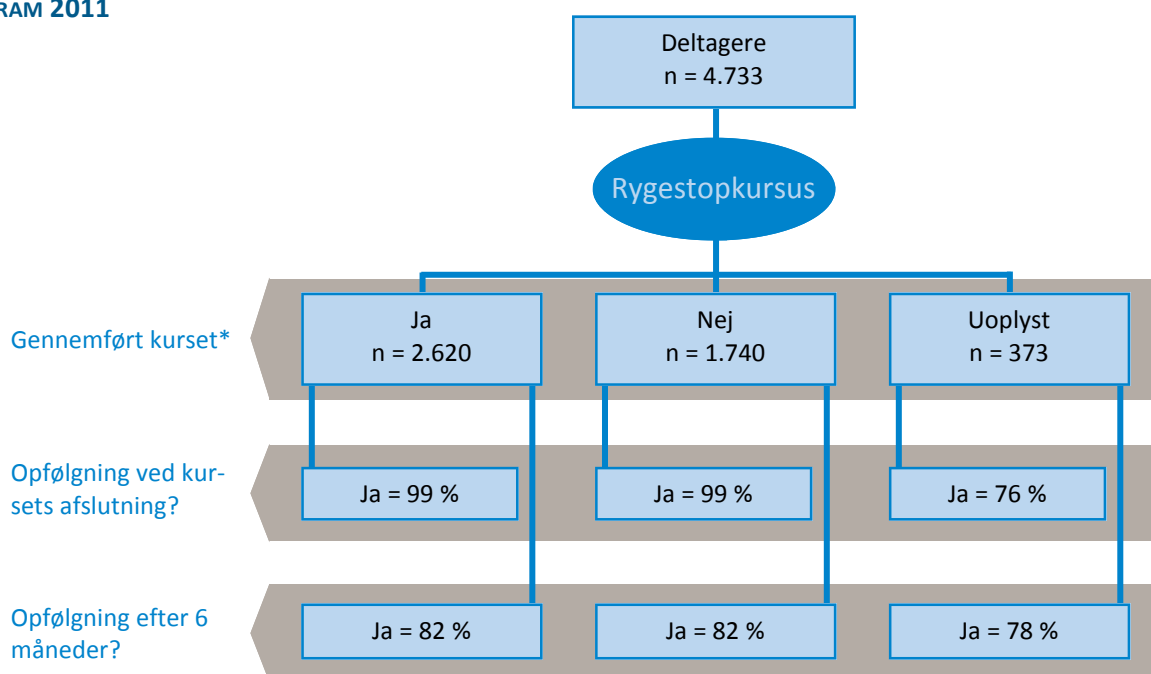 RAM 2011
Deltagere
n = 4.733
Rygestopkursus
Gennemført kurset*
Ja
n = 2.620
Nej
n = 1.740
Uoplyst
n = 373
Opfølgning ved kur-
sets afslutning?
Ja = 99 %
Ja = 99 %
Ja = 76 %
Opfølgning efter 6
måneder?
Ja = 82 %
Ja = 82 %
Ja = 78 %